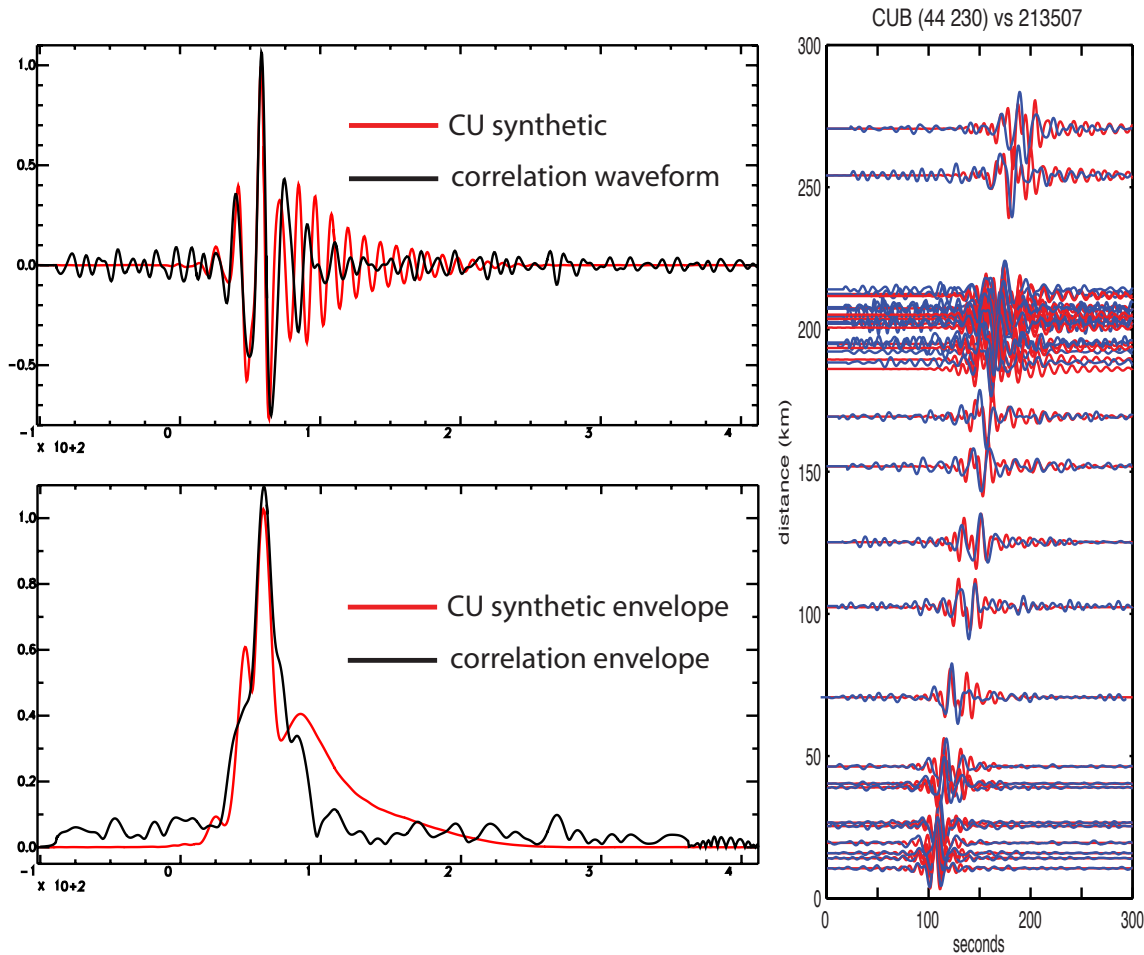 1.0
0.5
0.0
−0.5
CU synthetic
correlation waveform
−1 0 1 2 3 4
x 10+2
1.0
0.8
0.6
0.4
0.2
0.0
CU synthetic envelope
correlation envelope
−1 0 1 2 3 4
x 10+2
CUB (44 230) vs 213507
300
250
200
150
100
50
0
distance (km)
0 100 200 300
seconds